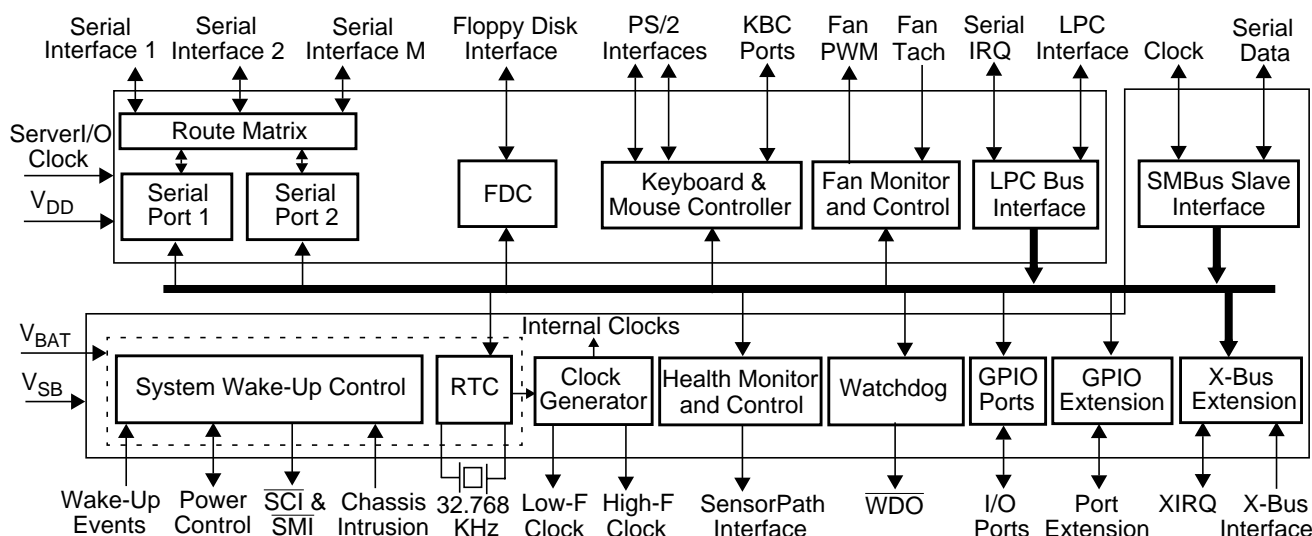 Serial
Interface 1
Serial
Interface 2
Serial
Interface M
Floppy Disk
Interface
PS/2
Interfaces
KBC
Ports
Fan
PWM
Fan
Tach
Serial
IRQ
LPC
Interface
Clock
Serial
Data
ServerI/O
Clock
VDD
Route Matrix
Serial
Port 1
Serial
Port 2
FDC
Keyboard &
Mouse Controller
Fan Monitor
and Control
LPC Bus
Interface
SMBus Slave
Interface
VBAT
VSB
Internal Clocks
System Wake-Up Control
RTC
Clock
Generator
Health Monitor
and Control
Watchdog
GPIO
Ports
GPIO
Extension
X-Bus
Extension
Wake-Up
Events
Power
Control
SCI &
SMI
Chassis
Intrusion
32.768
KHz
Low-F
Clock
High-F
Clock
SensorPath
Interface
WDO
I/O
Ports
Port
Extension
XIRQ
X-Bus
Interface